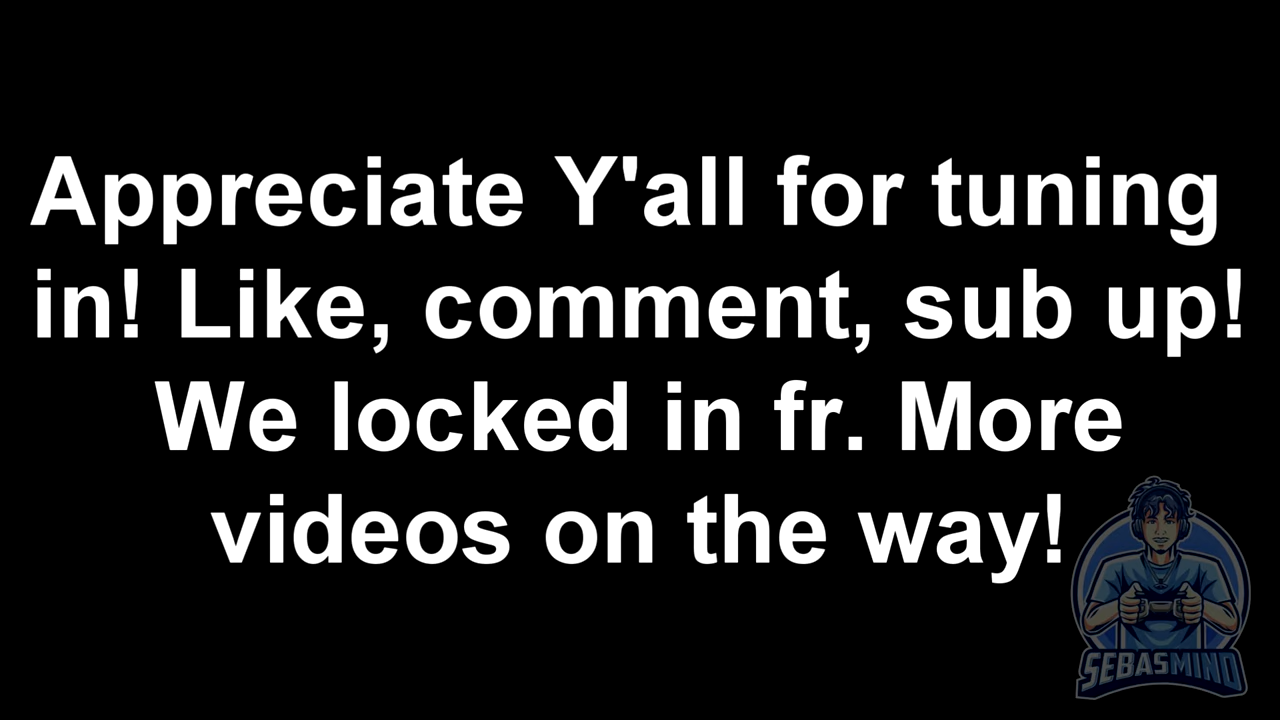 Appreciate Y'all for tuning
in! Like, comment, sub up!
We locked in fr. More
videos on the way!
SEBASMIND